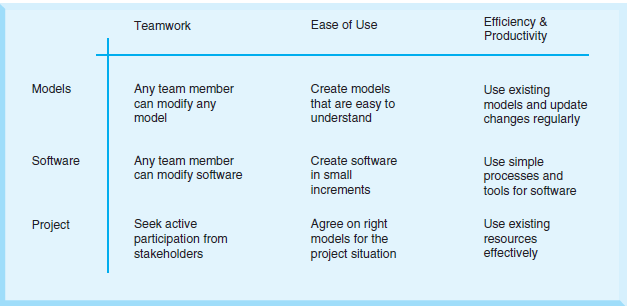 Teamwork
Ease of Use
Efficiency &
Productivity
Models
Any team member
can modify any
model
Create models
that are easy to
understand
Use existing
models and update
changes regularly
Software
Any team member
can modify software
Create software
in small
increments
Use simple
processes and
tools for software
Project
Seek active
participation from
stakeholders
Agree on right
models for the
project situation
Use existing
resources
effectively